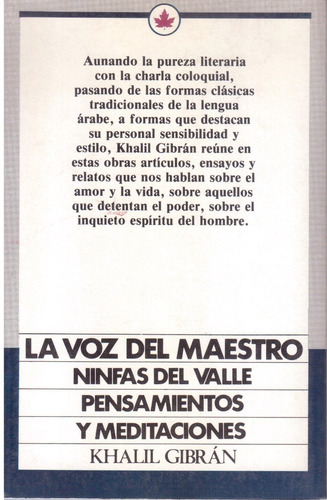 Aunando la pureza literaria
con la charla coloquial,
pasando de las formas clásicas
tradicionales de la lengua
árabe, a formas que destacan
su personal sensibilidad y
estilo, Khalil Gibrán reúne en
estas obras artículos, ensayos y
relatos que nos hablan sobre el
amor y la vida, sobre aquellos
que detentan el poder, sobre el
inquieto espíritu del hombre.
LA VOZ DEL MAESTRO
NINFAS DEL VALLE
PENSAMIENTOS
Y MEDITACIONES
KHALIL GIBRÁN